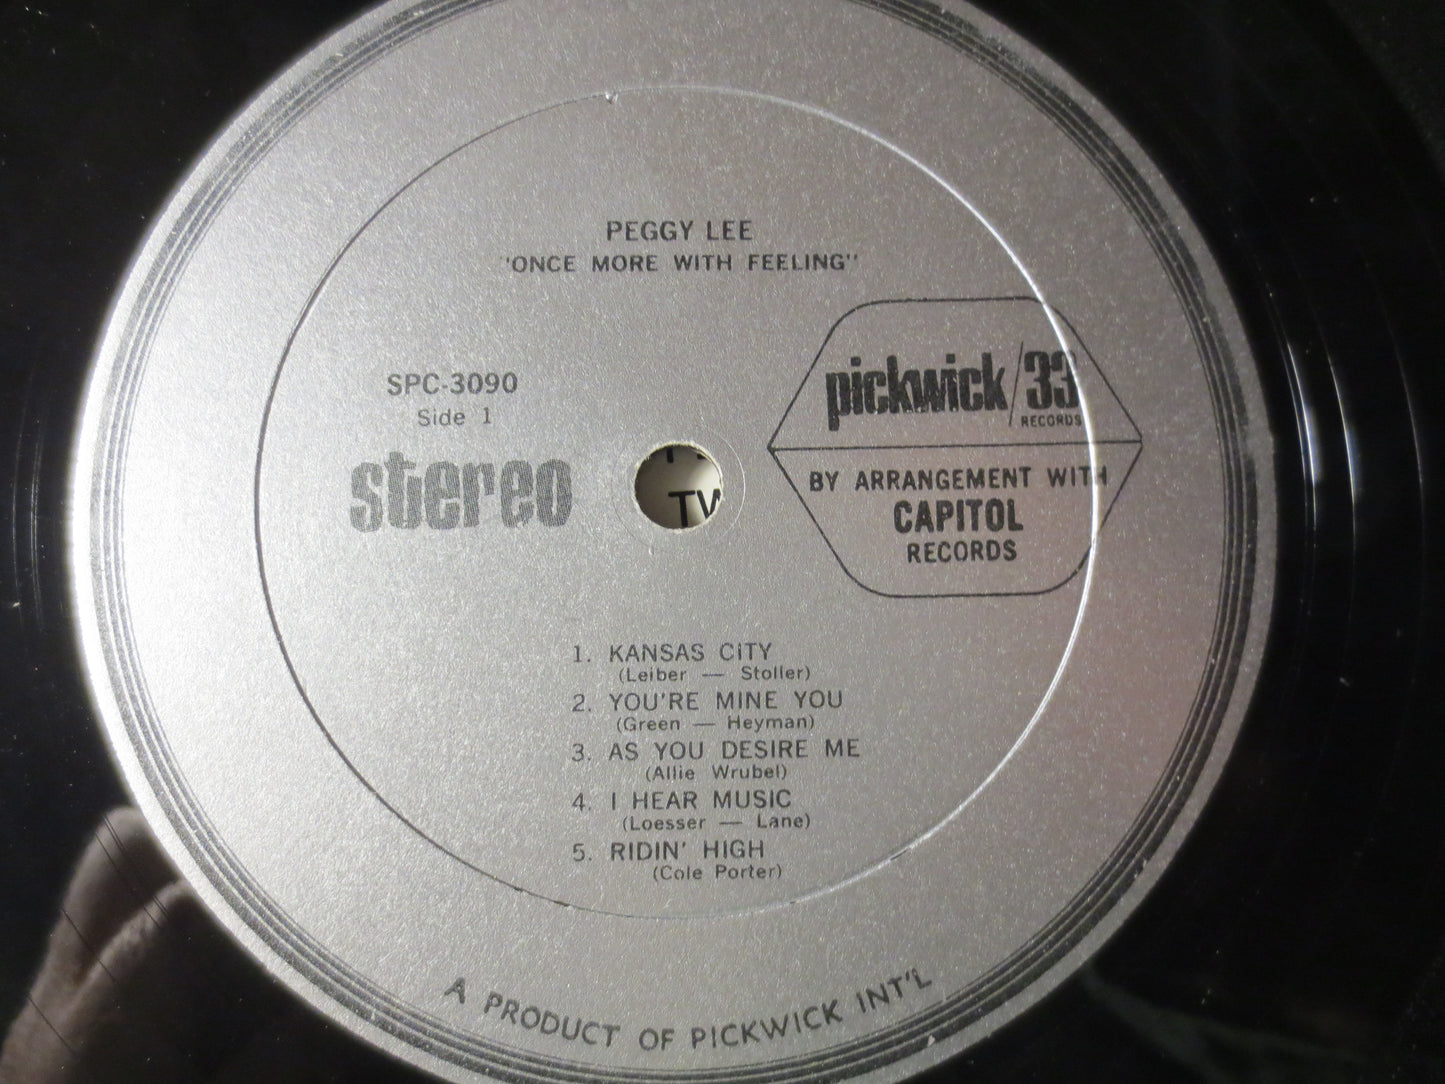 PEGGY LEE
"ONCE MORE WITH FEELING"
SPC-3090
Side 1
stereo
pickwick/33
RECORDS
BY ARRANGEMENT WITH
CAPITOL
RECORDS
TW
1. KANSAS CITY
(Leiber — Stoller)
2. YOU'RE MINE YOU
(Green — Heyman)
3. AS YOU DESIRE ME
(Allie Wrubel)
4. I HEAR MUSIC
(Loesser — Lane)
5. RIDIN' HIGH
(Cole Porter)
A PRODUCT OF PICKWICK INT'L